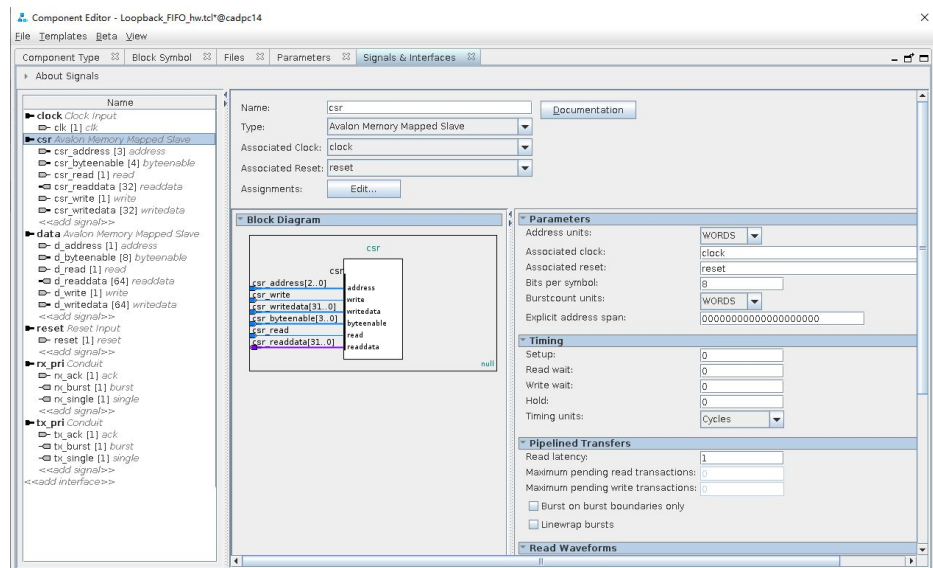 Component Editor - Loopback_FIFO_hw.tcl*@cadpc14
File Templates Beta View
Component Type Block Symbol Files Parameters Signals & Interfaces
About Signals
Name
clock Clock Input
clk [1] clk
csr Avalon Memory Mapped Slave
csr_address [3] address
csr_byteenable [4] byteenable
csr_read [1] read
csr_readdata [32] readdata
csr_write [1] write
csr_writedata [32] writedata
<<add signal>>
data Avalon Memory Mapped Slave
d_address [1] address
d_byteenable [8] byteenable
d_read [1] read
d_readdata [64] readdata
d_write [1] write
d_writedata [64] writedata
<<add signal>>
reset Reset Input
reset [1] reset
<<add signal>>
rx_pri Conduit
rx_ack [1] ack
rx_burst [1] burst
rx_single [1] single
<<add signal>>
tx_pri Conduit
tx_ack [1] ack
tx_burst [1] burst
tx_single [1] single
<<add signal>>
<<add interface>>
Name: csr Documentation
Type: Avalon Memory Mapped Slave
Associated Clock: clock
Associated Reset: reset
Assignments: Edit...
Block Diagram
csr
csr
csr_address[2..0] address
csr_write write
csr_writedata[31..0] writedata
csr_byteenable[3..0] byteenable
csr_read read
csr_readdata[31..0] readdata
null
Parameters
Address units: WORDS
Associated clock: clock
Associated reset: reset
Bits per symbol: 8
Burstcount units: WORDS
Explicit address span: 00000000000000000000
Timing
Setup: 0
Read wait: 0
Write wait: 0
Hold: 0
Timing units: Cycles
Pipelined Transfers
Read latency: 1
Maximum pending read transactions: 0
Maximum pending write transactions: 0
Burst on burst boundaries only
Linewrap bursts
Read Waveforms